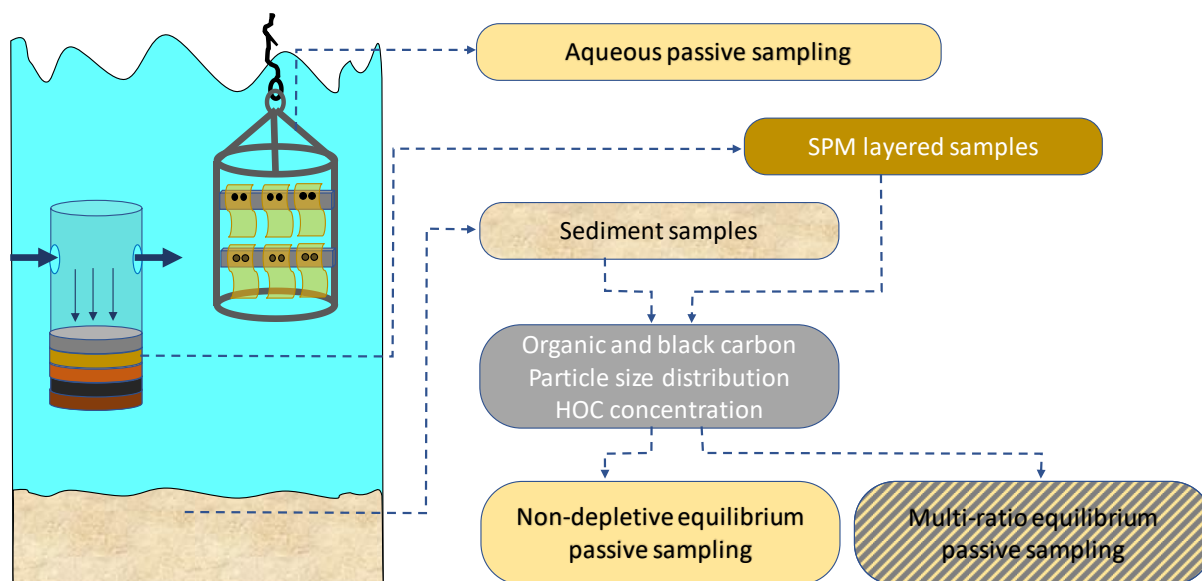 Aqueous passive sampling
SPM layered samples
Sediment samples
Organic and black carbon
Particle size distribution
HOC concentration
Non-depletive equilibrium
passive sampling
Multi-ratio equilibrium
passive sampling